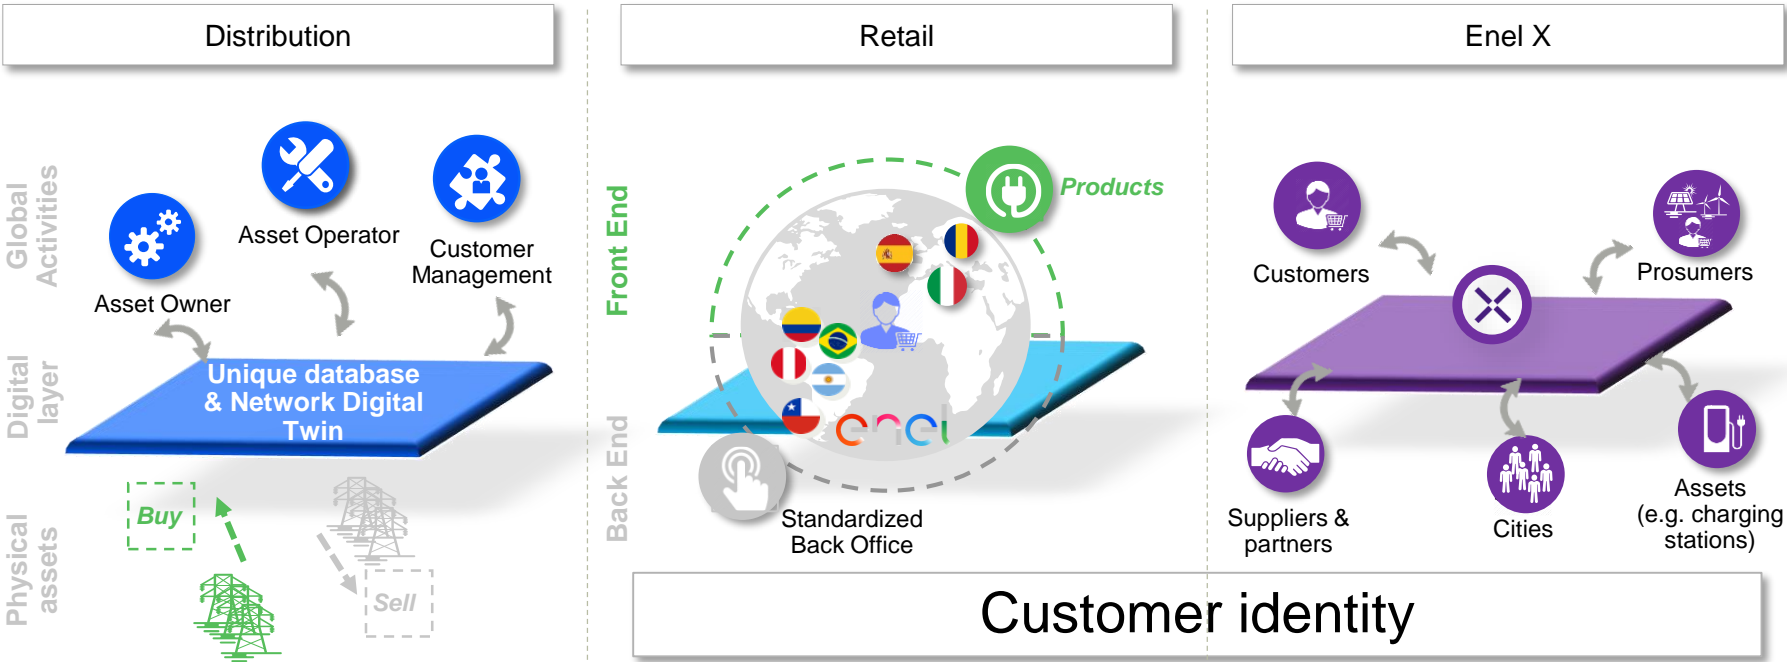 Distribution
Retail
Enel X
Global
Activities
Digital
layer
Physical
assets
Asset Owner
Asset Operator
Customer
Management
Unique database
& Network Digital
Twin
Buy
Sell
Front End
Back End
Products
enel
Standardized
Back Office
Customers
Prosumers
Suppliers &
partners
Cities
Assets
(e.g. charging
stations)
Customer identity